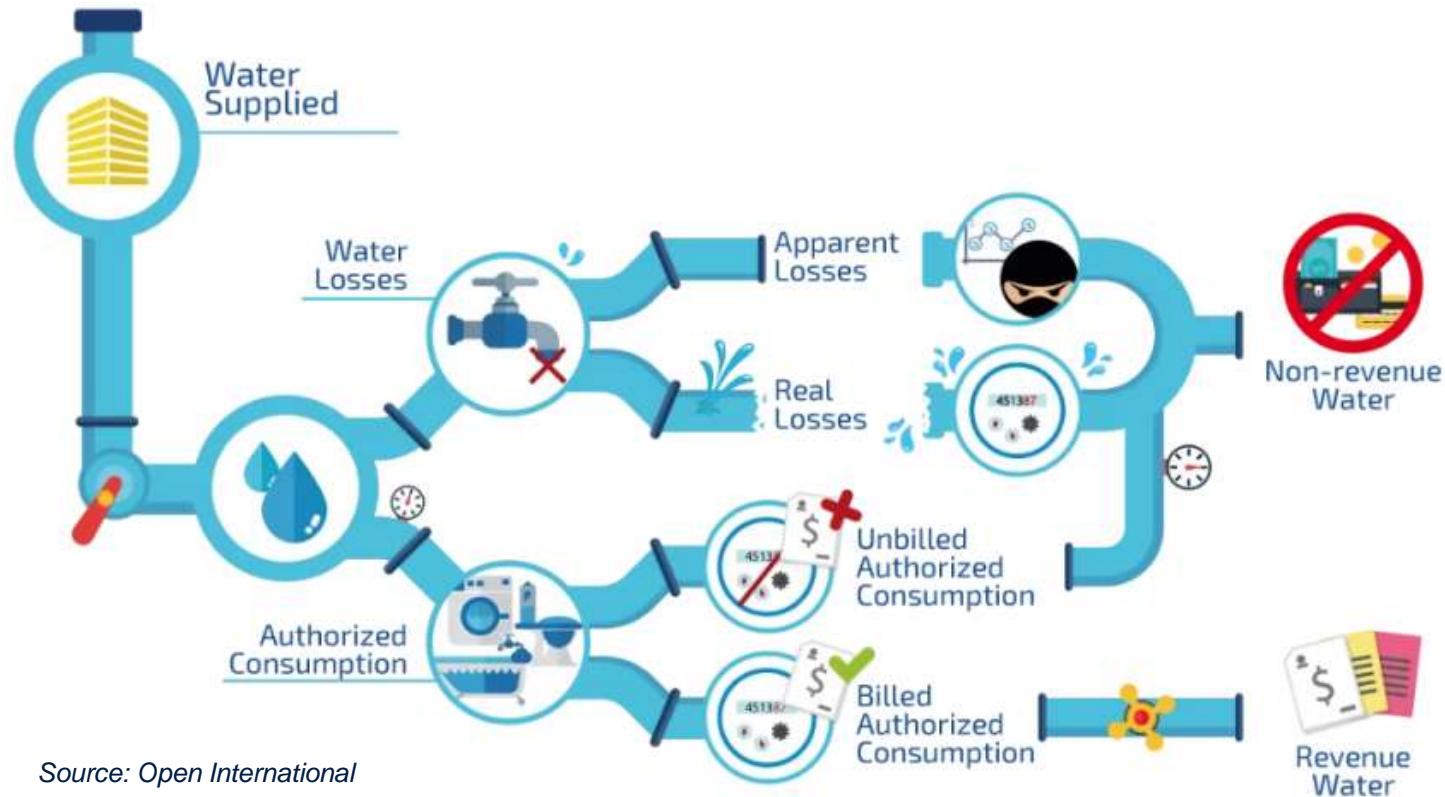 Water
Supplied
Water
Losses
Apparent
Losses
Real
Losses
451387
Non-revenue
Water
Authorized
Consumption
$
Unbilled
Authorized
Consumption
$
Billed
Authorized
Consumption
$
Revenue
Water
Source: Open International